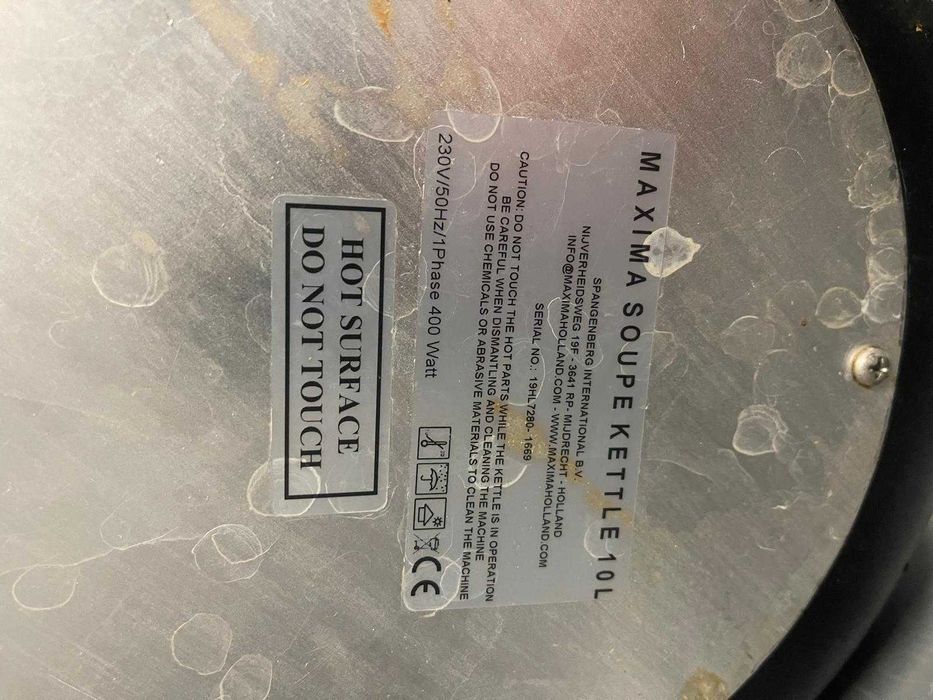 MAXIMA SOUPE KETTLE 10L
SPANGENBERG INTERNATIONAL B.V.
NIJVERHEIDSWEG 19F - 3641 RP- MIJDRECHT - HOLLAND
INFO@MAXIMAHOLLAND.COM - WWW.MAXIMAHOLLAND.COM
SERIAL NO.: 19HL7280- 1669
CAUTION: DO NOT TOUCH THE HOT PARTS WHILE THE KETTLE IS IN OPERATION
BE CAREFUL WHEN DISMANTLING AND CLEANING THE MACHINE
DO NOT USE CHEMICALS OR ABRASIVE MATERIALS TO CLEAN THE MACHINE
230V/50Hz/1Phase 400 Watt
CE
HOT SURFACE
DO NOT TOUCH